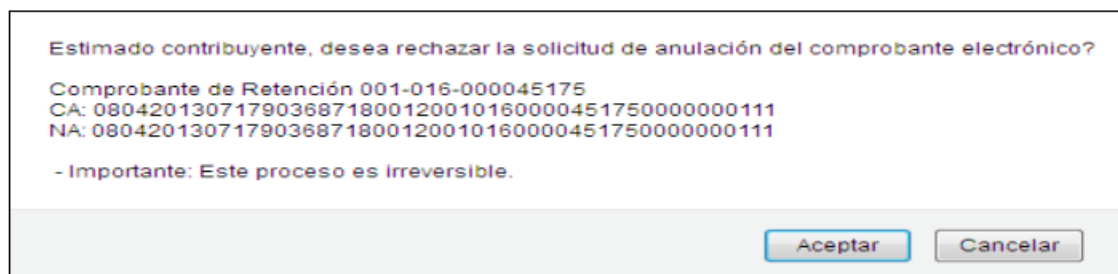 Estimado contribuyente, desea rechazar la solicitud de anulación del comprobante electrónico?
Comprobante de Retención 001-016-000045175
CA: 0804201307179036871800120010160000451750000000111
NA: 0804201307179036871800120010160000451750000000111
- Importante: Este proceso es irreversible.
Aceptar Cancelar